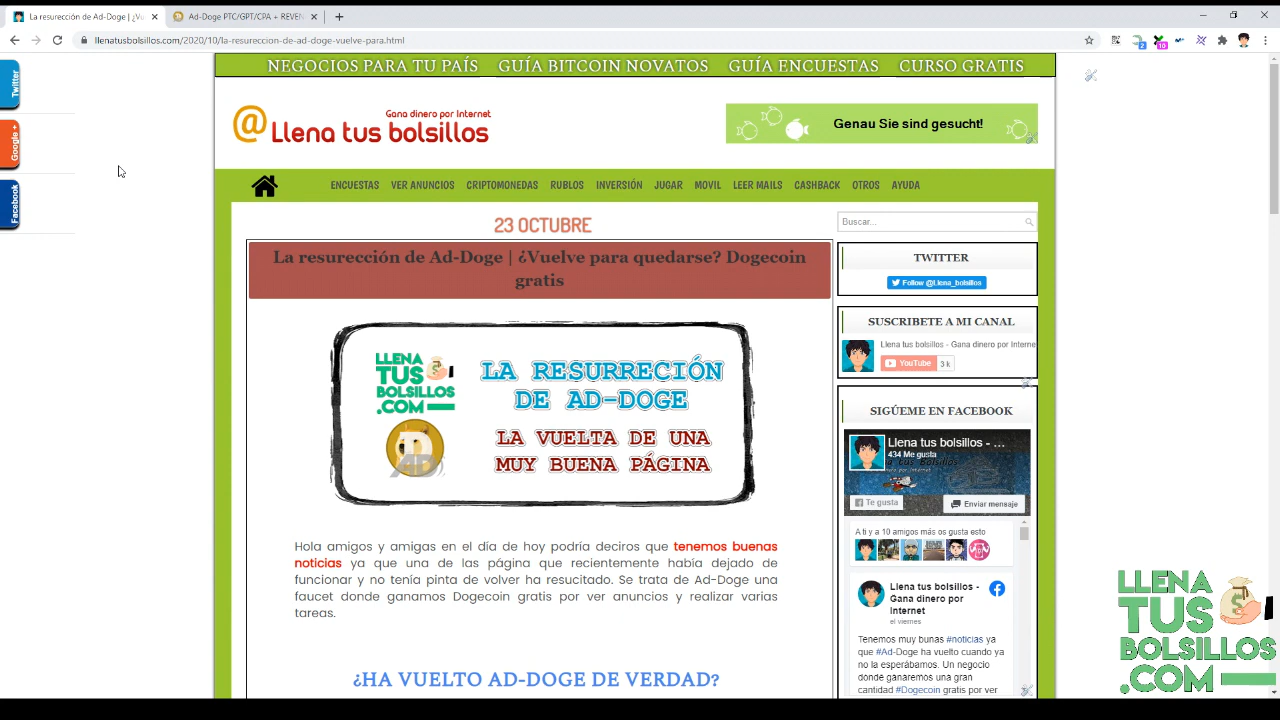 La resurección de Ad-Doge | ¿Vu
Ad-Doge PTC/GPT/CPA + REVEN
llenatusbolsillos.com/2020/10/la-resureccion-de-ad-doge-vuelve-para.html
2
10
Twitter
Google +
Facebook
NEGOCIOS PARA TU PAÍS GUÍA BITCOIN NOVATOS GUÍA ENCUESTAS CURSO GRATIS
Gana dinero por Internet
@Llena tus bolsillos
Genau Sie sind gesucht!
ENCUESTAS VER ANUNCIOS CRIPTOMONEDAS RUBLOS INVERSIÓN JUGAR MOVIL LEER MAILS CASHBACK OTROS AYUDA
23 OCTUBRE
La resurección de Ad-Doge | ¿Vuelve para quedarse? Dogecoin
gratis
LLENA
TUS
BOLSILLOS
.COM
AD
LA RESURRECIÓN
DE AD-DOGE
LA VUELTA DE UNA
MUY BUENA PÁGINA
Hola amigos y amigas en el día de hoy podría deciros que tenemos buenas
noticias ya que una de las página que recientemente había dejado de
funcionar y no tenía pinta de volver ha resucitado. Se trata de Ad-Doge una
faucet donde ganamos Dogecoin gratis por ver anuncios y realizar varias
tareas.
¿HA VUELTO AD-DOGE DE VERDAD?
Buscar...
TWITTER
Follow @Llena_bolsillos
SUSCRIBETE A MI CANAL
Llena tus bolsillos - Gana dinero por Interne
YouTube 3 k
SIGÚEME EN FACEBOOK
Llena tus bolsillos - ...
434 Me gusta
Te gusta
Enviar mensaje
A ti y a 10 amigos más os gusta esto
Llena tus bolsillos -
Gana dinero por
Internet
el viernes
Tenemos muy bunas #noticias ya
que #Ad-Doge ha vuelto cuando ya
no la esperábamos. Un negocio
donde ganaremos una gran
cantidad #Dogecoin gratis por ver
LLENA
TUS
BOLSILLOS
.COM